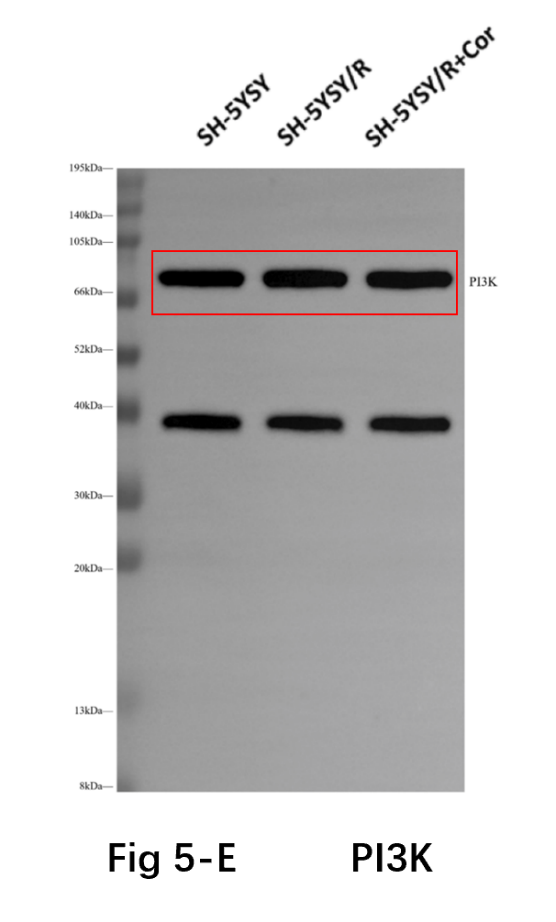 SH-5YSY
SH-5YSY/R
SH-5YSY/R+Cor
195kDa
140kDa
105kDa
PI3K
66kDa
52kDa
40kDa
30kDa
20kDa
13kDa
8kDa
Fig 5-E PI3K